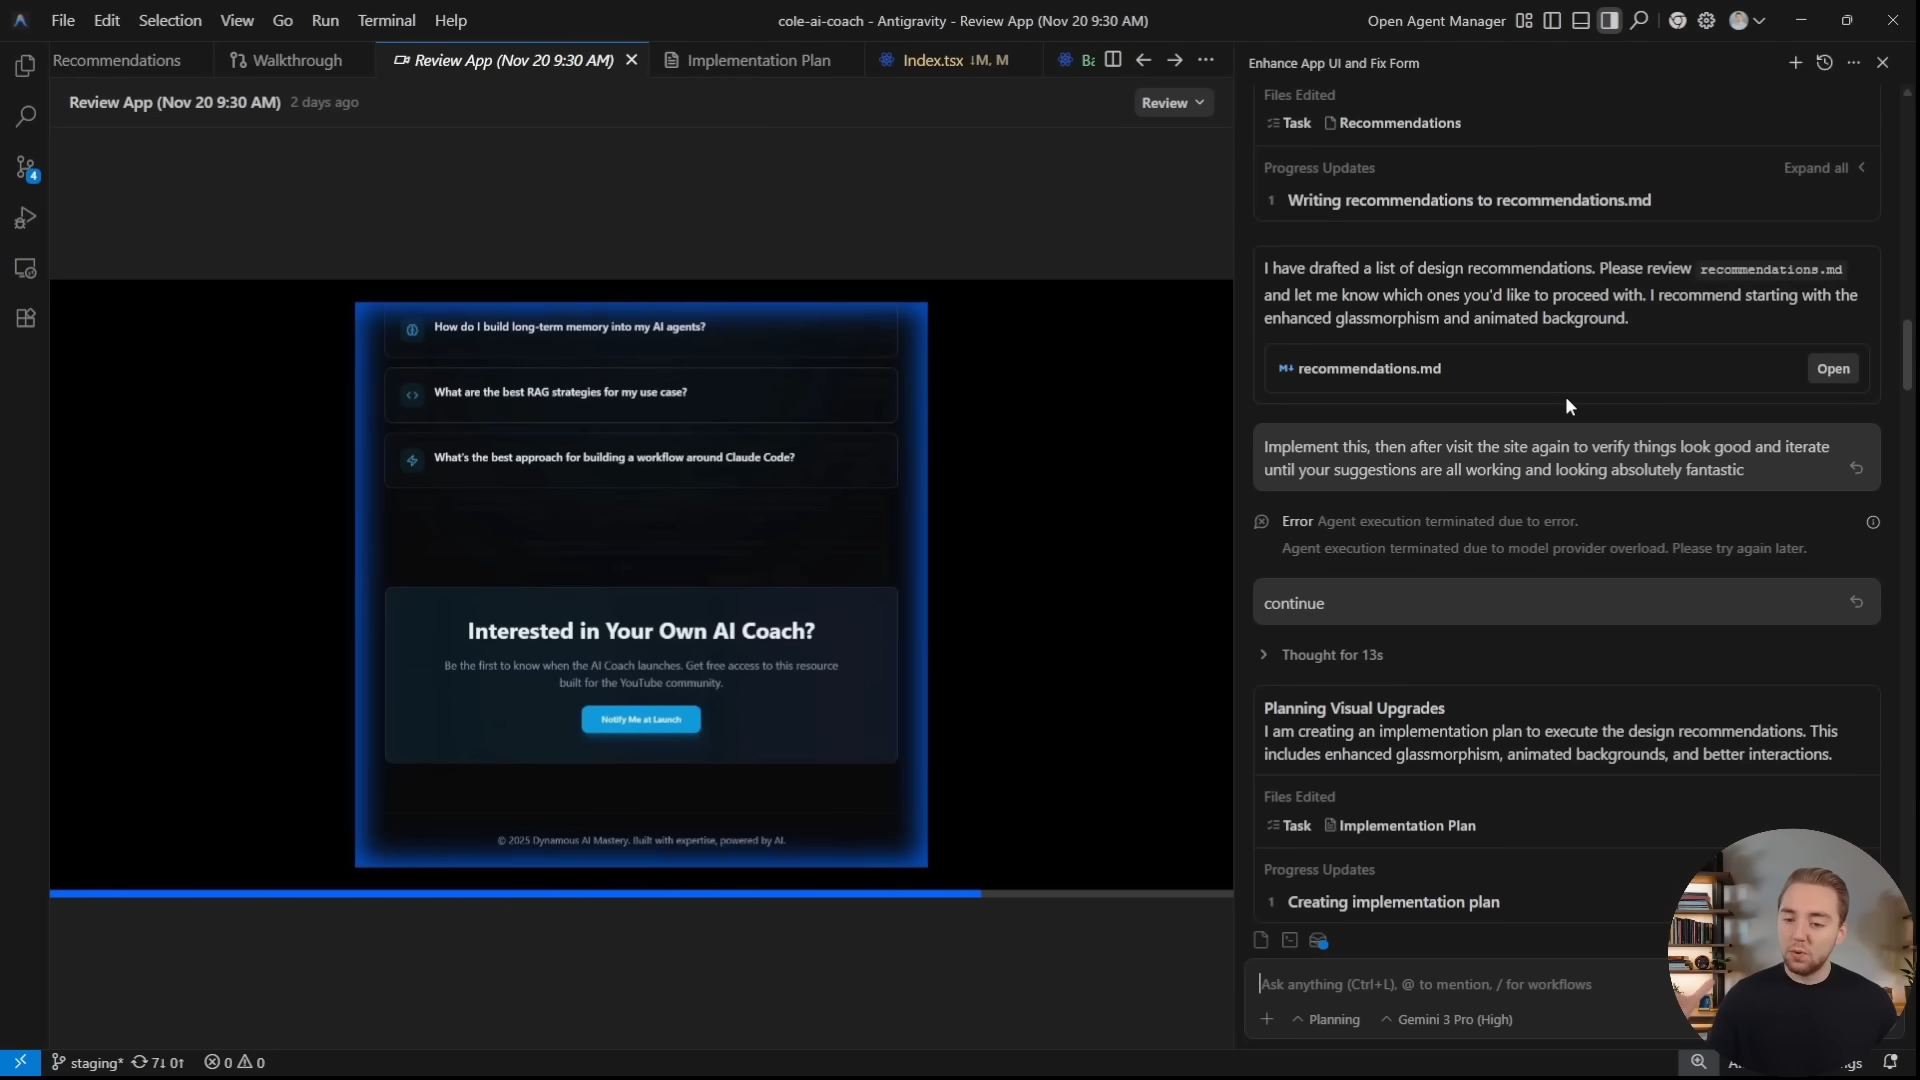 File Edit Selection View Go Run Terminal Help
cole-ai-coach - Antigravity - Review App (Nov 20 9:30 AM)
Open Agent Manager
Recommendations
Walkthrough
Review App (Nov 20 9:30 AM)
Implementation Plan
Index.tsx ↓M, M
Ba
Enhance App UI and Fix Form
Review App (Nov 20 9:30 AM) 2 days ago
Review
4
How do I build long-term memory into my AI agents?
What are the best RAG strategies for my use case?
What's the best approach for building a workflow around Claude Code?
Interested in Your Own AI Coach?
Be the first to know when the AI Coach launches. Get free access to this resource
built for the YouTube community.
Notify Me at Launch
© 2025 Dynamous AI Mastery. Built with expertise, powered by AI.
Files Edited
Task Recommendations
Progress Updates Expand all
1 Writing recommendations to recommendations.md
I have drafted a list of design recommendations. Please review recommendations.md
and let me know which ones you'd like to proceed with. I recommend starting with the
enhanced glassmorphism and animated background.
M↓ recommendations.md Open
Implement this, then after visit the site again to verify things look good and iterate
until your suggestions are all working and looking absolutely fantastic
Error Agent execution terminated due to error.
Agent execution terminated due to model provider overload. Please try again later.
continue
Thought for 13s
Planning Visual Upgrades
I am creating an implementation plan to execute the design recommendations. This
includes enhanced glassmorphism, animated backgrounds, and better interactions.
Files Edited
Task Implementation Plan
Progress Updates
1 Creating implementation plan
Ask anything (Ctrl+L), @ to mention, / for workflows
Planning Gemini 3 Pro (High)
staging* 7↓ 0↑ 0 0